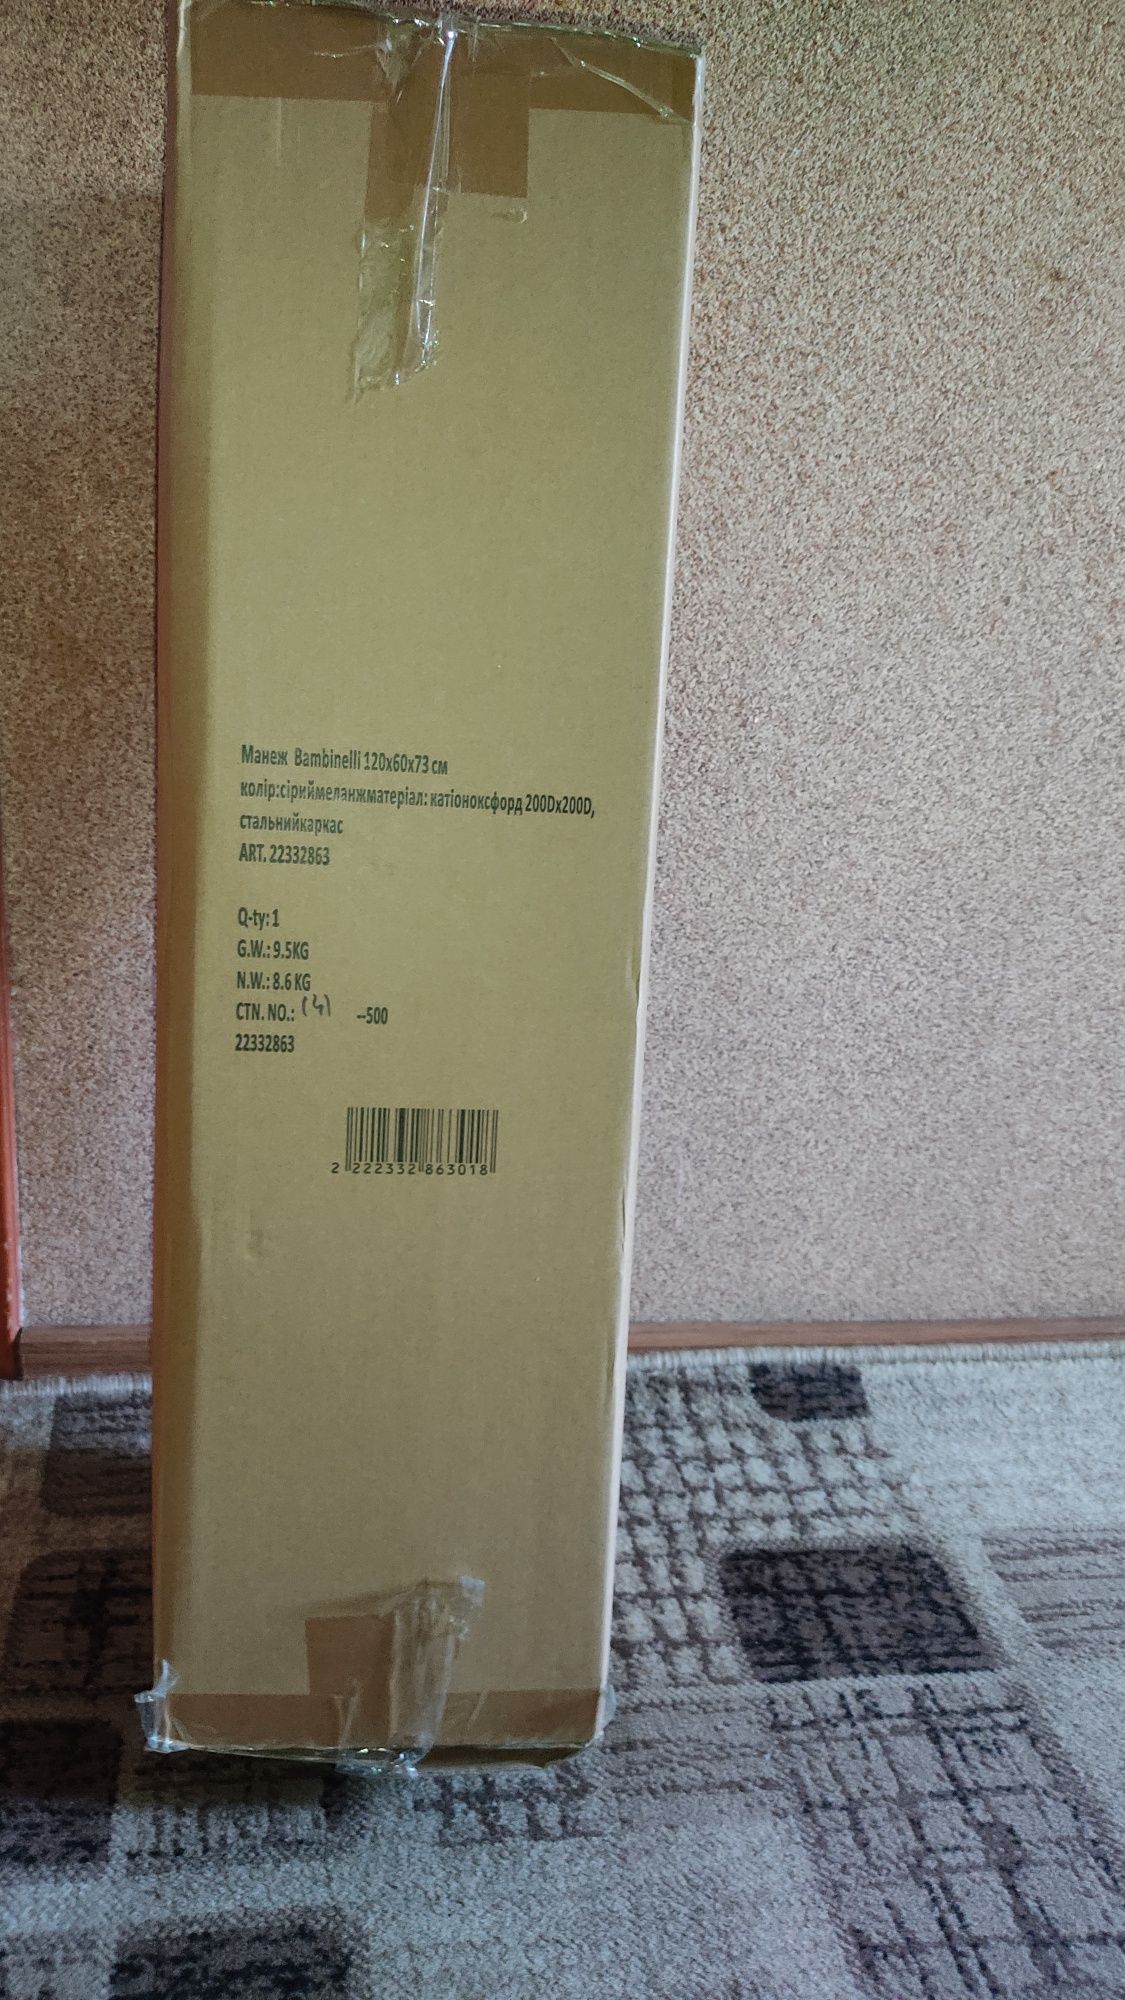 Манеж Bambinelli 120x60x73 см
колір:сіриймеланжматеріал: катіоноксфорд 200Dx200D,
стальнийкаркас
ART. 22332863
Q-ty: 1
G.W.: 9.5KG
N.W.: 8.6 KG
CTN. NO.: --500
22332863
2 222332 863018